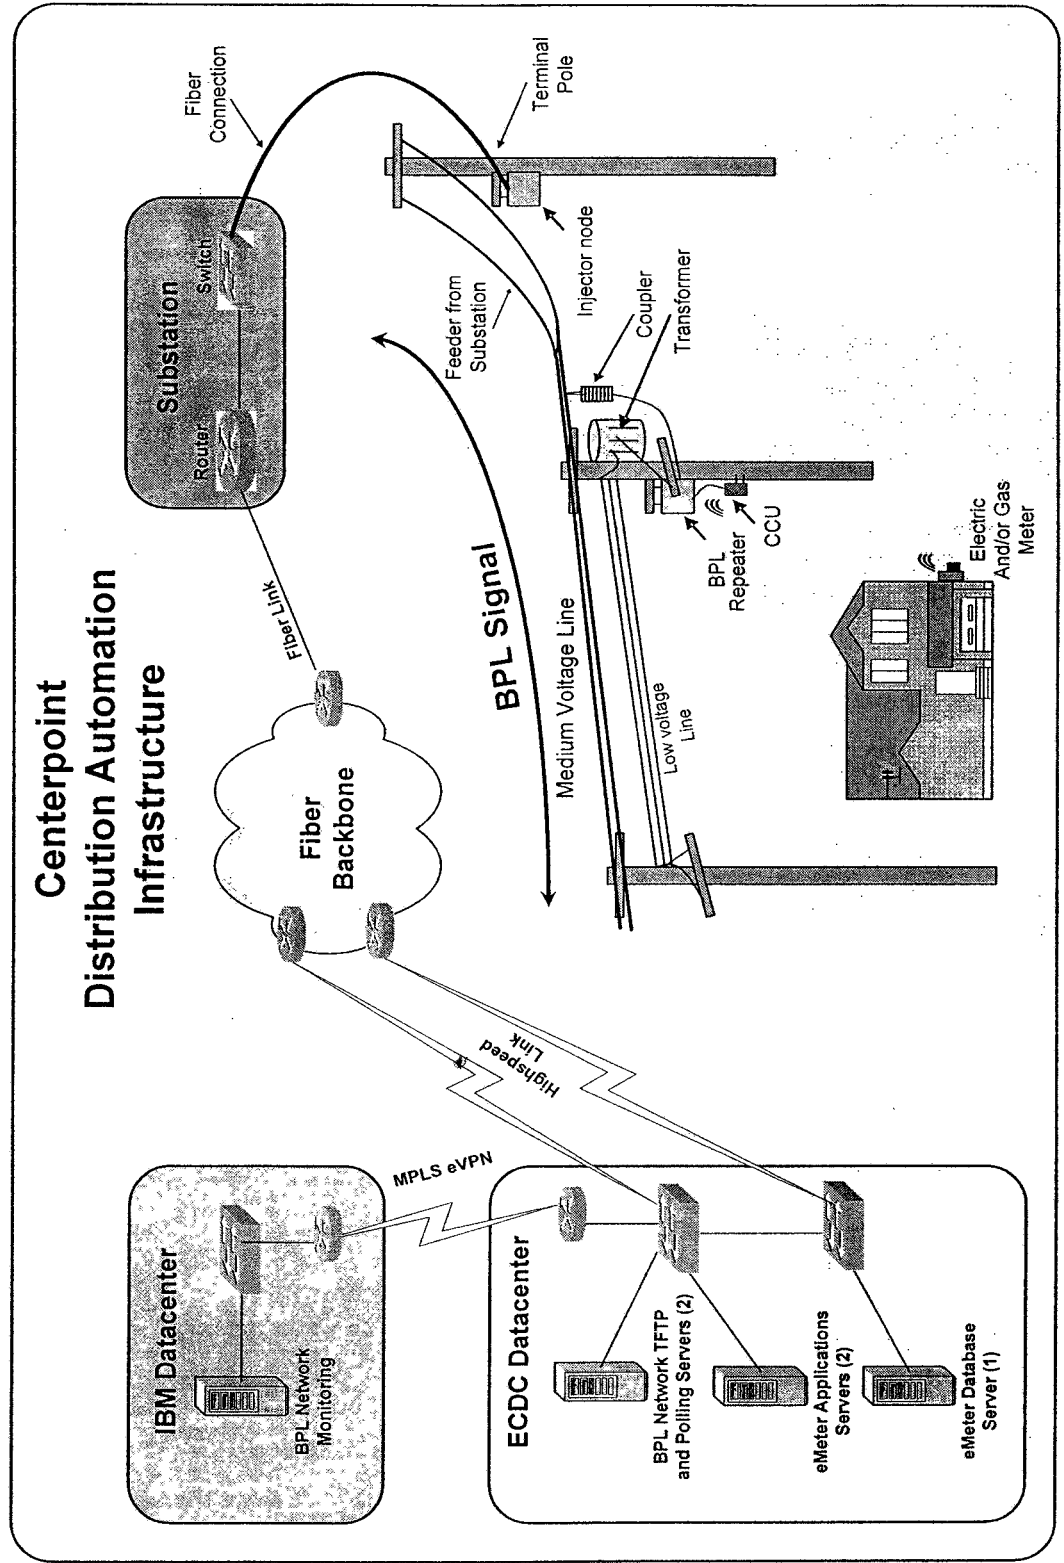 Centerpoint
Distribution Automation
Infrastructure
IBM Datacenter
BPL Network
Monitoring
MPLS eVPN
ECDC Datacenter
BPL Network TFTP
and Polling Servers (2)
eMeter Applications
Servers (2)
eMeter Database
Server (1)
Highspeed
Link
Fiber
Backbone
Fiber Link
Substation
Router
Switch
Fiber
Connection
BPL Signal
Feeder from
Substation
Terminal
Pole
Injector node
Medium Voltage Line
Coupler
Transformer
Low voltage
Line
BPL
Repeater
CCU
Electric
And/or Gas
Meter